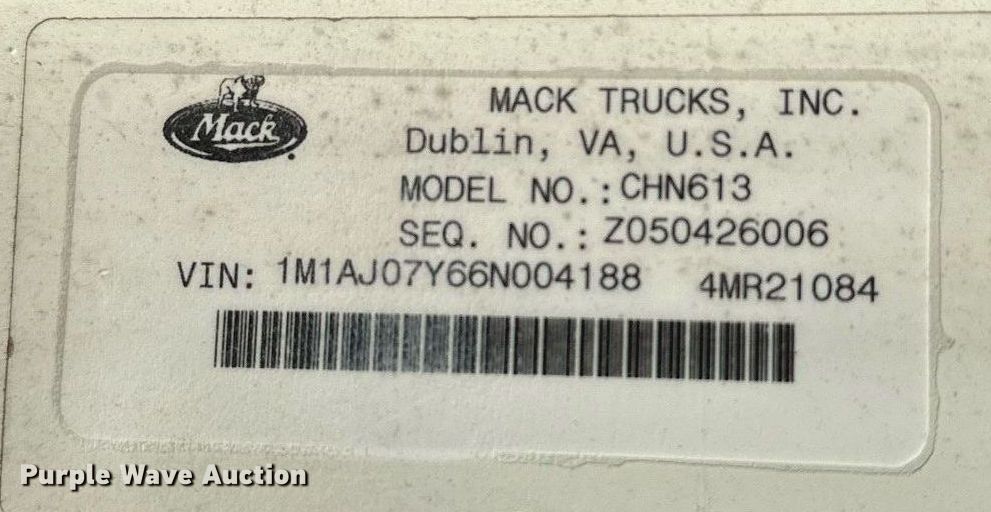 Mack
MACK TRUCKS, INC.
Dublin, VA, U.S.A.
MODEL NO.: CHN613
SEQ. NO.: Z050426006
VIN: 1M1AJ07Y66N004188 4MR21084
Purple Wave Auction